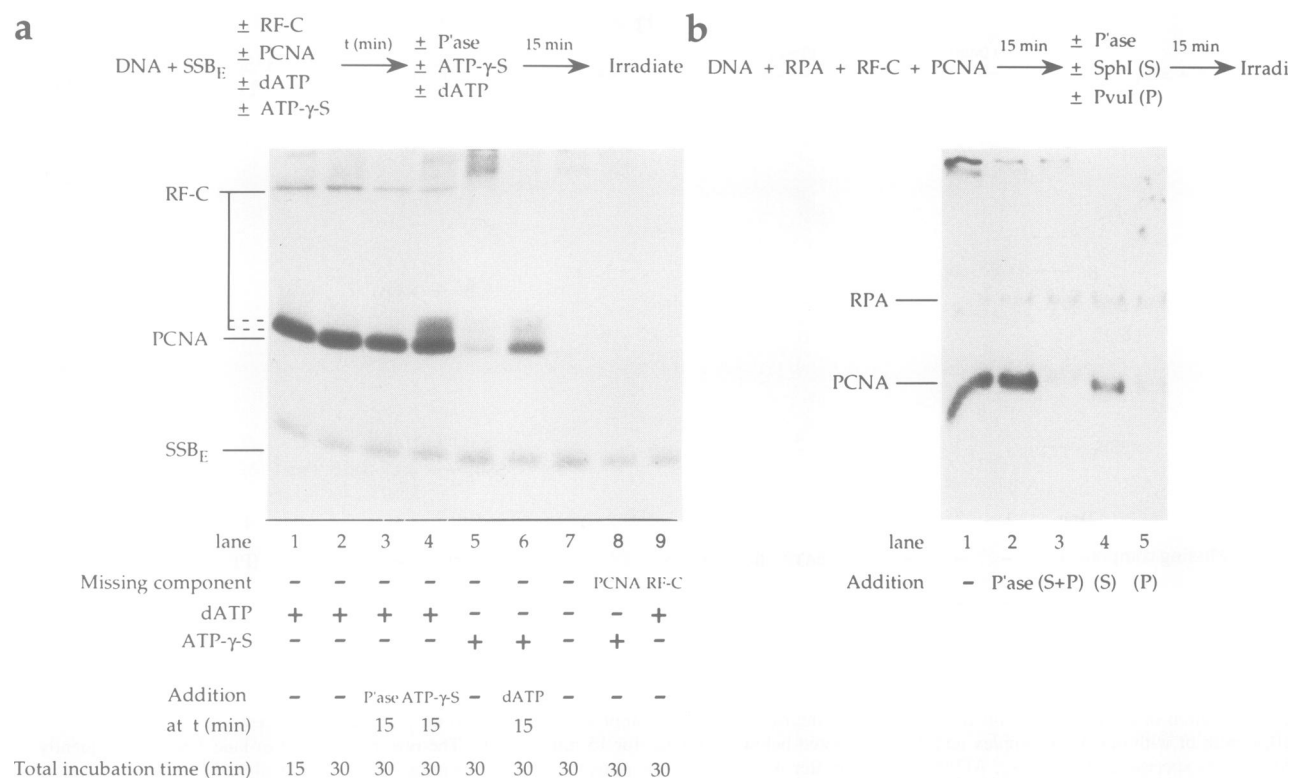 a
± RF-C
± PCNA
± dATP
± ATP-γ-S
DNA + SSBE
t (min)
± P'ase
± ATP-γ-S
± dATP
15 min
Irradiate
RF-C
PCNA
SSBE
lane 1 2 3 4 5 6 7 8 9
Missing component – – – – – – – PCNA RF-C
dATP + + + + – – – – +
ATP-γ-S – – – – + + – + –
Addition – – P'ase ATP-γ-S – dATP – – –
at t (min) 15 15 15
Total incubation time (min) 15 30 30 30 30 30 30 30 30
b
DNA + RPA + RF-C + PCNA
15 min
± P'ase
± SphI (S)
± PvuI (P)
15 min
Irradi
RPA
PCNA
lane 1 2 3 4 5
Addition – P'ase (S+P) (S) (P)